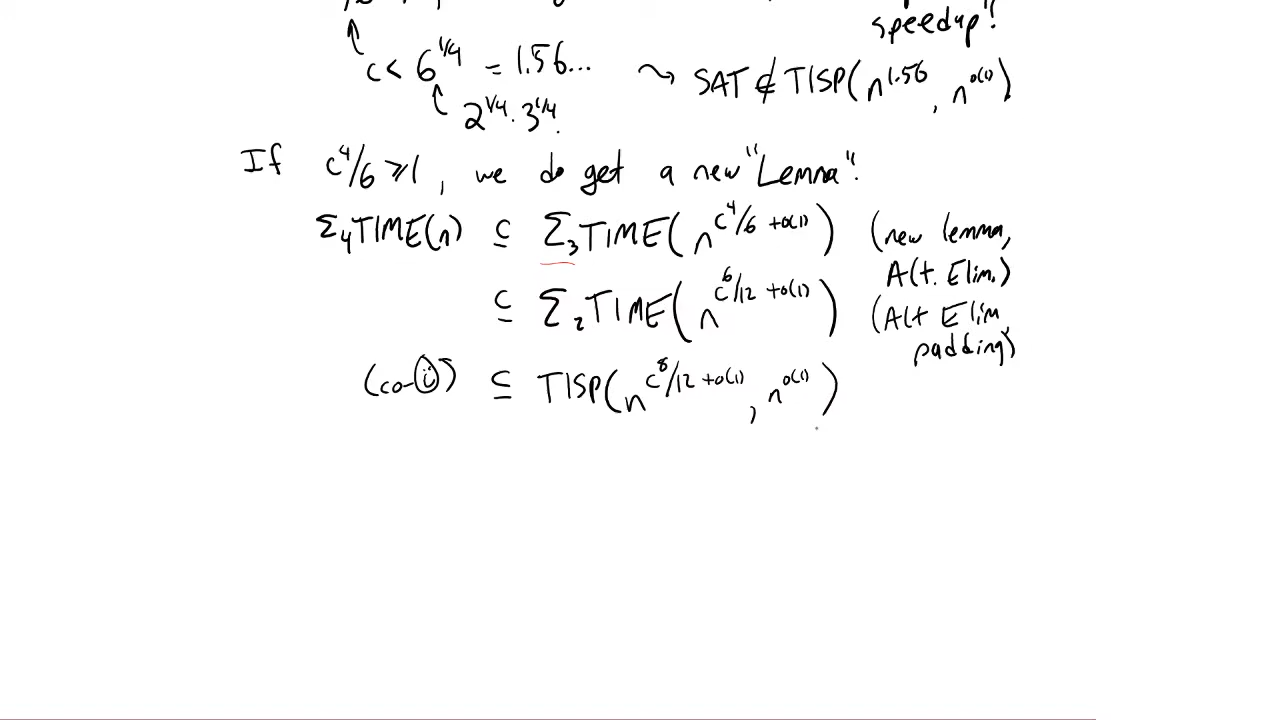 speedup"!
c < 6^{1/4} = 1.56... ⇝ SAT ∉ TISP(n^{1.56}, n^{o(1)})
2^{1/4} · 3^{1/4}.
If c^4/6 ≥ 1, we do get a new "Lemma".
Σ_4TIME(n) ⊆ Σ_3TIME(n^{c^4/6 + o(1)}) (new lemma, Alt. Elim.)
⊆ Σ_2TIME(n^{c^6/12 + o(1)}) (Alt Elim, padding)
(co-ü) ⊆ TISP(n^{c^8/12 + o(1)}, n^{o(1)})